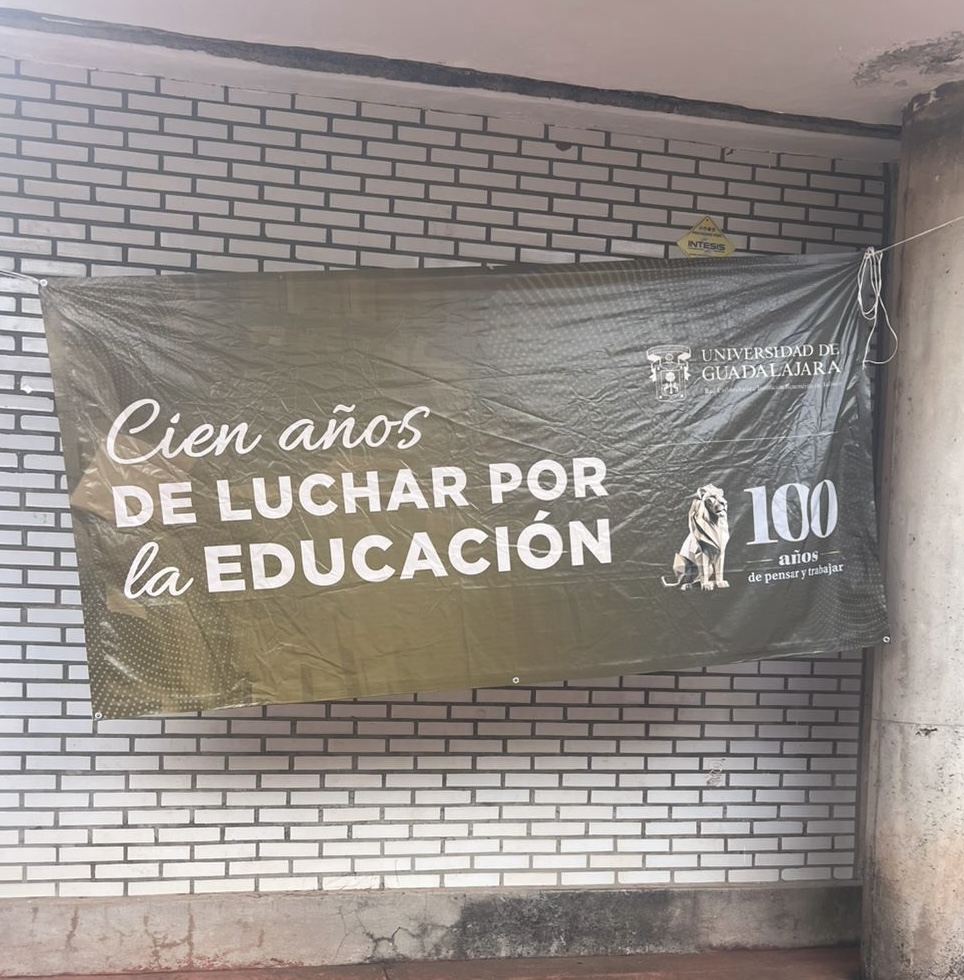 INTESIS
UNIVERSIDAD DE
GUADALAJARA
Cien años
DE LUCHAR POR
la EDUCACIÓN
100
años
de pensar y trabajar